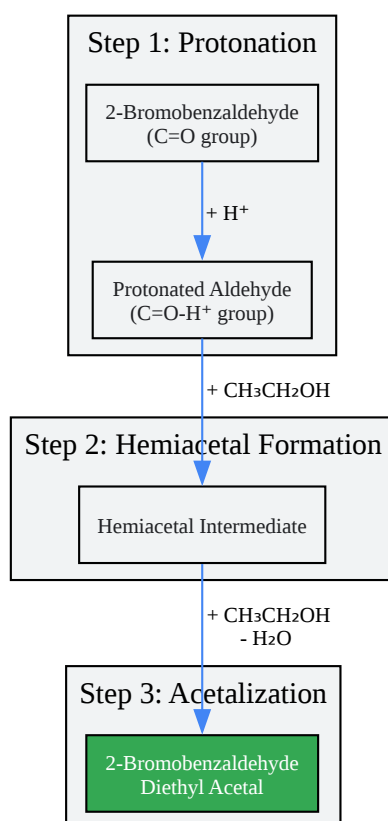 Step 1: Protonation
2-Bromobenzaldehyde
(C=O group)
+ H⁺
Protonated Aldehyde
(C=O-H⁺ group)
+ CH₃CH₂OH
Step 2: Hemiacetal Formation
Hemiacetal Intermediate
+ CH₃CH₂OH
- H₂O
Step 3: Acetalization
2-Bromobenzaldehyde
Diethyl Acetal